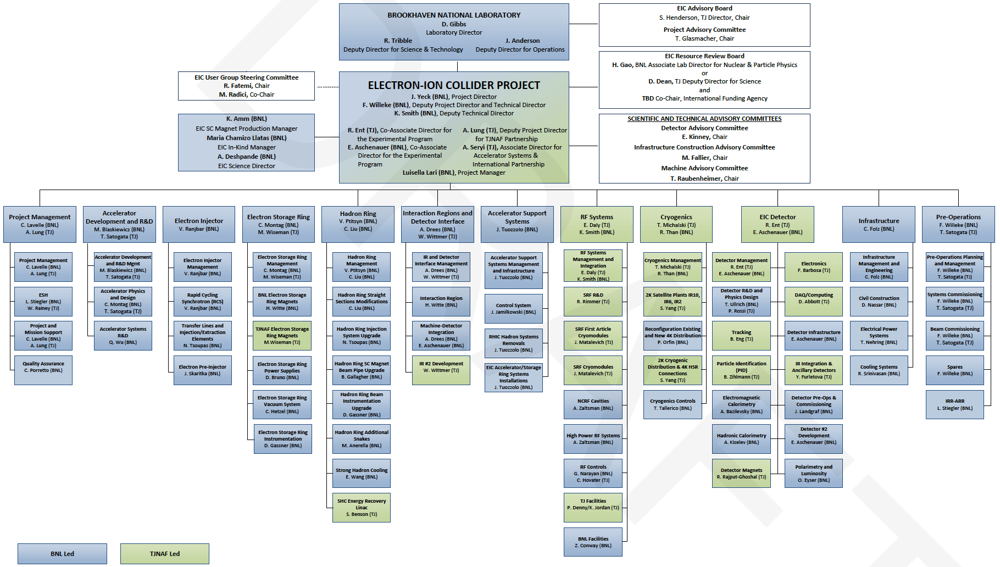 BROOKHAVEN NATIONAL LABORATORY
D. Gibbs
Laboratory Director
R. Tribble
Deputy Director for Science & Technology
J. Anderson
Deputy Director for Operations
EIC Advisory Board
S. Henderson, TJ Director, Chair
Project Advisory Committee
T. Glasmacher, Chair
EIC Resource Review Board
H. Gao, BNL Associate Lab Director for Nuclear & Particle Physics
or
D. Dean, TJ Deputy Director for Science
and
TBD Co-Chair, International Funding Agency
EIC User Group Steering Committee
R. Fatemi, Chair
M. Radici, Co-Chair
ELECTRON-ION COLLIDER PROJECT
J. Yeck (BNL), Project Director
F. Willeke (BNL), Deputy Project Director and Technical Director
K. Smith (BNL), Deputy Technical Director
R. Ent (TJ), Co-Associate Director for
the Experimental Program
E. Aschenauer (BNL), Co-Associate
Director for the Experimental
Program
A. Lung (TJ), Deputy Project Director
for TJNAF Partnership
A. Seryi (TJ), Associate Director for
Accelerator Systems &
International Partnership
Luisella Lari (BNL), Project Manager
K. Amm (BNL)
EIC SC Magnet Production Manager
Maria Chamizo Llatas (BNL)
EIC In-Kind Manager
A. Deshpande (BNL)
EIC Science Director
SCIENTIFIC AND TECHNICAL ADVISORY COMMITTEES
Detector Advisory Committee
E. Kinney, Chair
Infrastructure Construction Advisory Committee
M. Fallier, Chair
Machine Advisory Committee
T. Raubenheimer, Chair
Project Management
C. Lavelle (BNL)
A. Lung (TJ)
Project Management
C. Lavelle (BNL)
A. Lung (TJ)
ESH
L. Stiegler (BNL)
W. Rainey (TJ)
Project and
Mission Support
C. Lavelle (BNL)
A. Lung (TJ)
Quality Assurance
C. Porretto (BNL)
Accelerator
Development and R&D
M. Blaskiewicz (BNL)
T. Satogata (TJ)
Accelerator Development
and R&D Mgmt
M. Blaskiewicz (BNL)
T. Satogata (TJ)
Accelerator Physics
and Design
C. Montag (BNL)
T. Satogata (TJ)
Accelerator Systems
R&D
Q. Wu (BNL)
Electron Injector
V. Ranjbar (BNL)
Electron Injector
Management
V. Ranjbar (BNL)
Rapid Cycling
Synchrotron (RCS)
V. Ranjbar (BNL)
Transfer Lines and
Injection/Extraction
Elements
N. Tsoupas (BNL)
Electron Pre-Injector
J. Skaritka (BNL)
Electron Storage Ring
C. Montag (BNL)
M. Wiseman (TJ)
Electron Storage Ring
Management
C. Montag (BNL)
M. Wiseman (TJ)
BNL Electron Storage
Ring Magnets
H. Witte (BNL)
TJNAF Electron Storage
Ring Magnets
M.Wiseman (TJ)
Electron Storage Ring
Power Supplies
D. Bruno (BNL)
Electron Storage Ring
Vacuum System
C. Hetzel (BNL)
Electron Storage Ring
Instrumentation
D. Gassner (BNL)
Hadron Ring
V. Ptitsyn (BNL)
C. Liu (BNL)
Hadron Ring
Management
V. Ptitsyn (BNL)
C. Liu (BNL)
Hadron Ring Straight
Sections Modifications
C. Liu (BNL)
Hadron Ring Injection
System Upgrade
N. Tsoupas (BNL)
Hadron Ring SC Magnet
Beam Pipe Upgrade
B. Gallagher (BNL)
Hadron Ring Beam
Instrumentation
Upgrade
D. Gassner (BNL)
Hadron Ring Additional
Snakes
M. Anerella (BNL)
Strong Hadron Cooling
E. Wang (BNL)
SHC Energy Recovery
Linac
S. Benson (TJ)
Interaction Regions and
Detector Interface
A. Drees (BNL)
W. Wittmer (TJ)
IR and Detector
Interface Management
A. Drees (BNL)
W. Wittmer (TJ)
Interaction Region
H. Witte (BNL)
Machine-Detector
Integration
A. Drees (BNL)
E. Aschenauer (BNL)
IR #2 Development
W. Wittmer (TJ)
Accelerator Support
Systems
J. Tuozzolo (BNL)
Accelerator Support
Systems Management
and Infrastructure
J. Tuozzolo (BNL)
Control System
J. Jamilkowski (BNL)
RHIC Hadron Systems
Removals
J. Tuozzolo (BNL)
EIC Accelerator/Storage
Ring Systems
Installations
J. Tuozzolo (BNL)
RF Systems
E. Daly (TJ)
K. Smith (BNL)
RF Systems
Management and
Integration
E. Daly (TJ)
K. Smith (BNL)
SRF R&D
R. Rimmer (TJ)
SRF First Article
Cryomodules
J. Matalevich (TJ)
SRF Cryomodules
J. Matalevich (TJ)
NCRF Cavities
A. Zaltsman (BNL)
High Power RF Systems
A. Zaltsman (BNL)
RF Controls
G. Narayan (BNL)
C. Hovater (TJ)
TJ Facilities
P. Denny/K. Jordan (TJ)
BNL Facilities
Z. Conway (BNL)
Cryogenics
T. Michalski (TJ)
R. Than (BNL)
Cryogenics Management
T. Michalski (TJ)
R. Than (BNL)
2K Satellite Plants IR10,
IR6, IR2
S. Yang (TJ)
Reconfiguration Existing
and New 4K Distribution
P. Orfin (BNL)
2K Cryogenic
Distribution & 4K HSR
Connections
S. Yang (TJ)
Cryogenics Controls
T. Tallerico (BNL)
EIC Detector
R. Ent (TJ)
E. Aschenauer (BNL)
Detector Management
R. Ent (TJ)
E. Aschenauer (BNL)
Detector R&D and
Physics Design
T. Ullrich (BNL)
P. Rossi (TJ)
Tracking
B. Eng (TJ)
Particle Identification
(PID)
B. Zihlmann (TJ)
Electromagnetic
Calorimetry
A. Bazilevsky (BNL)
Hadronic Calorimetry
A. Kiselev (BNL)
Detector Magnets
R. Rajput-Ghoshal (TJ)
Electronics
F. Barbosa (TJ)
DAQ/Computing
D. Abbott (TJ)
Detector Infrastructure
E. Aschenauer (BNL)
IR Integration &
Ancillary Detectors
Y. Furletova (TJ)
Detector Pre-Ops &
Commissioning
J. Landgraf (BNL)
Detector #2
Development
E. Aschenauer (BNL)
Polarimetry and
Luminosity
O. Eyser (BNL)
Infrastructure
C. Folz (BNL)
Infrastructure
Management and
Engineering
C. Folz (BNL)
Civil Construction
D. Nassar (BNL)
Electrical Power
Systems
T. Nehring (BNL)
Cooling Systems
R. Srinivasan (BNL)
Pre-Operations
F. Willeke (BNL)
T. Satogata (TJ)
Pre-Operations Planning
and Management
F. Willeke (BNL)
T. Satogata (TJ)
Systems Commissioning
F. Willeke (BNL)
T. Satogata (TJ)
Beam Commissioning
F. Willeke (BNL)
T. Satogata (TJ)
Spares
F. Willeke (BNL)
IRR-ARR
L. Stiegler (BNL)
BNL Led
TJNAF Led
DRAFT